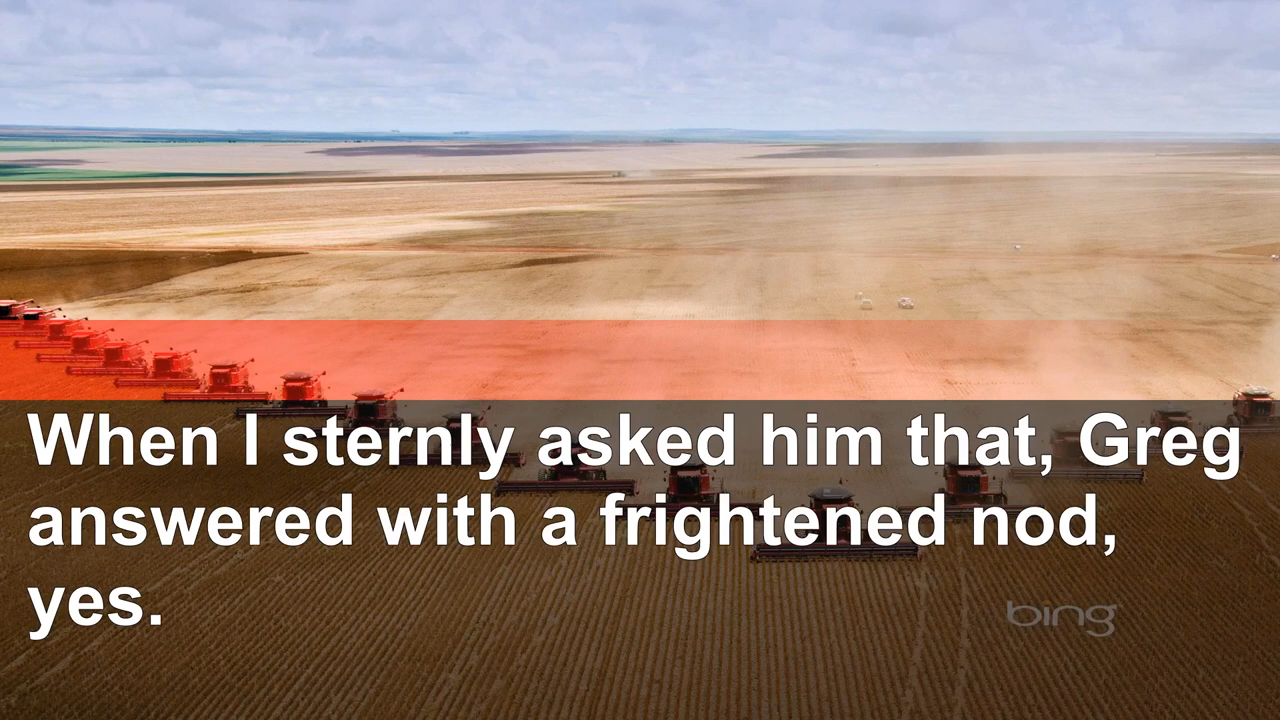 When I sternly asked him that, Greg
answered with a frightened nod,
yes.
bing